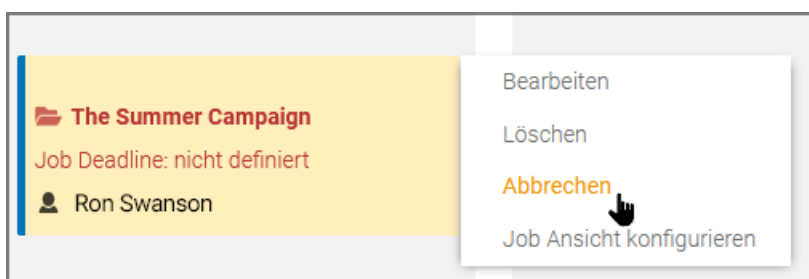 The Summer Campaign
Job Deadline: nicht definiert
Ron Swanson
Bearbeiten
Löschen
Abbrechen
Job Ansicht konfigurieren